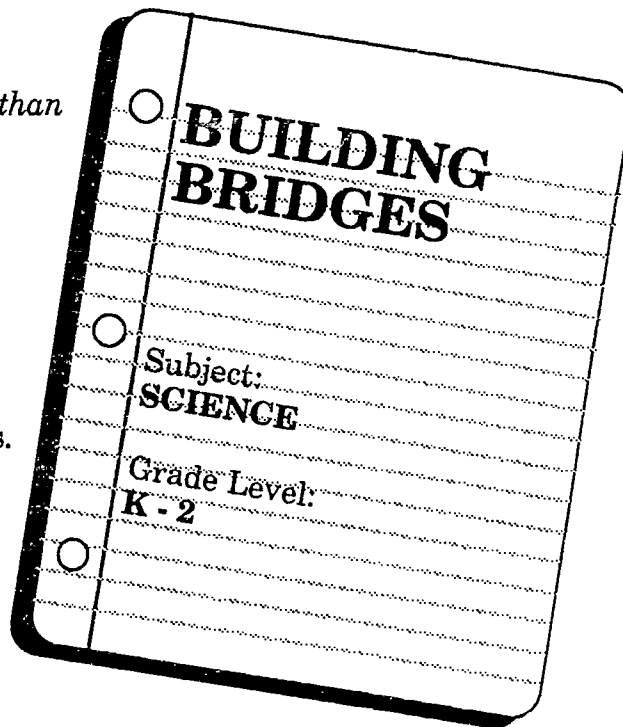 than
BUILDING
BRIDGES
Subject:
SCIENCE
s.
Grade Level:
K - 2